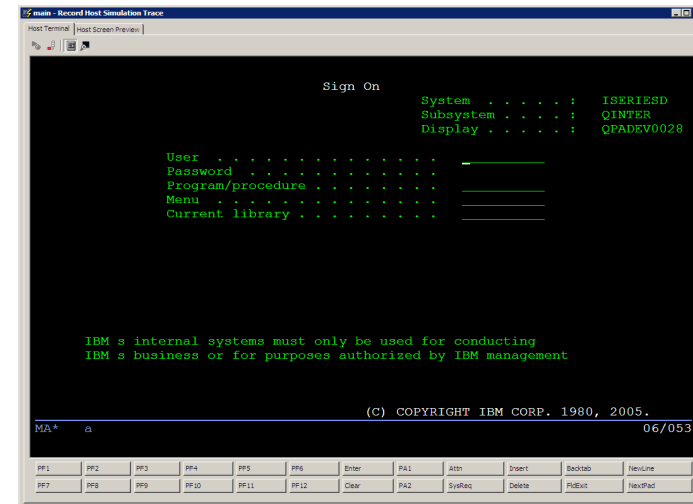 main - Record Host Simulation Trace
Host Terminal Host Screen Preview
Sign On
System . . . . . : ISERIESD
Subsystem . . . . : QINTER
Display . . . . . : QPADEV0028
User . . . . . . . . . . . . . .
Password . . . . . . . . . . . .
Program/procedure . . . . . . . .
Menu . . . . . . . . . . . . . .
Current library . . . . . . . . .
IBM s internal systems must only be used for conducting
IBM s business or for purposes authorized by IBM management
(C) COPYRIGHT IBM CORP. 1980, 2005.
MA* a 06/053
PF1 PF2 PF3 PF4 PF5 PF6 Enter PA1 Attn Insert Backtab NewLine
PF7 PF8 PF9 PF10 PF11 PF12 Clear PA2 SysReq Delete FldExit NextPad